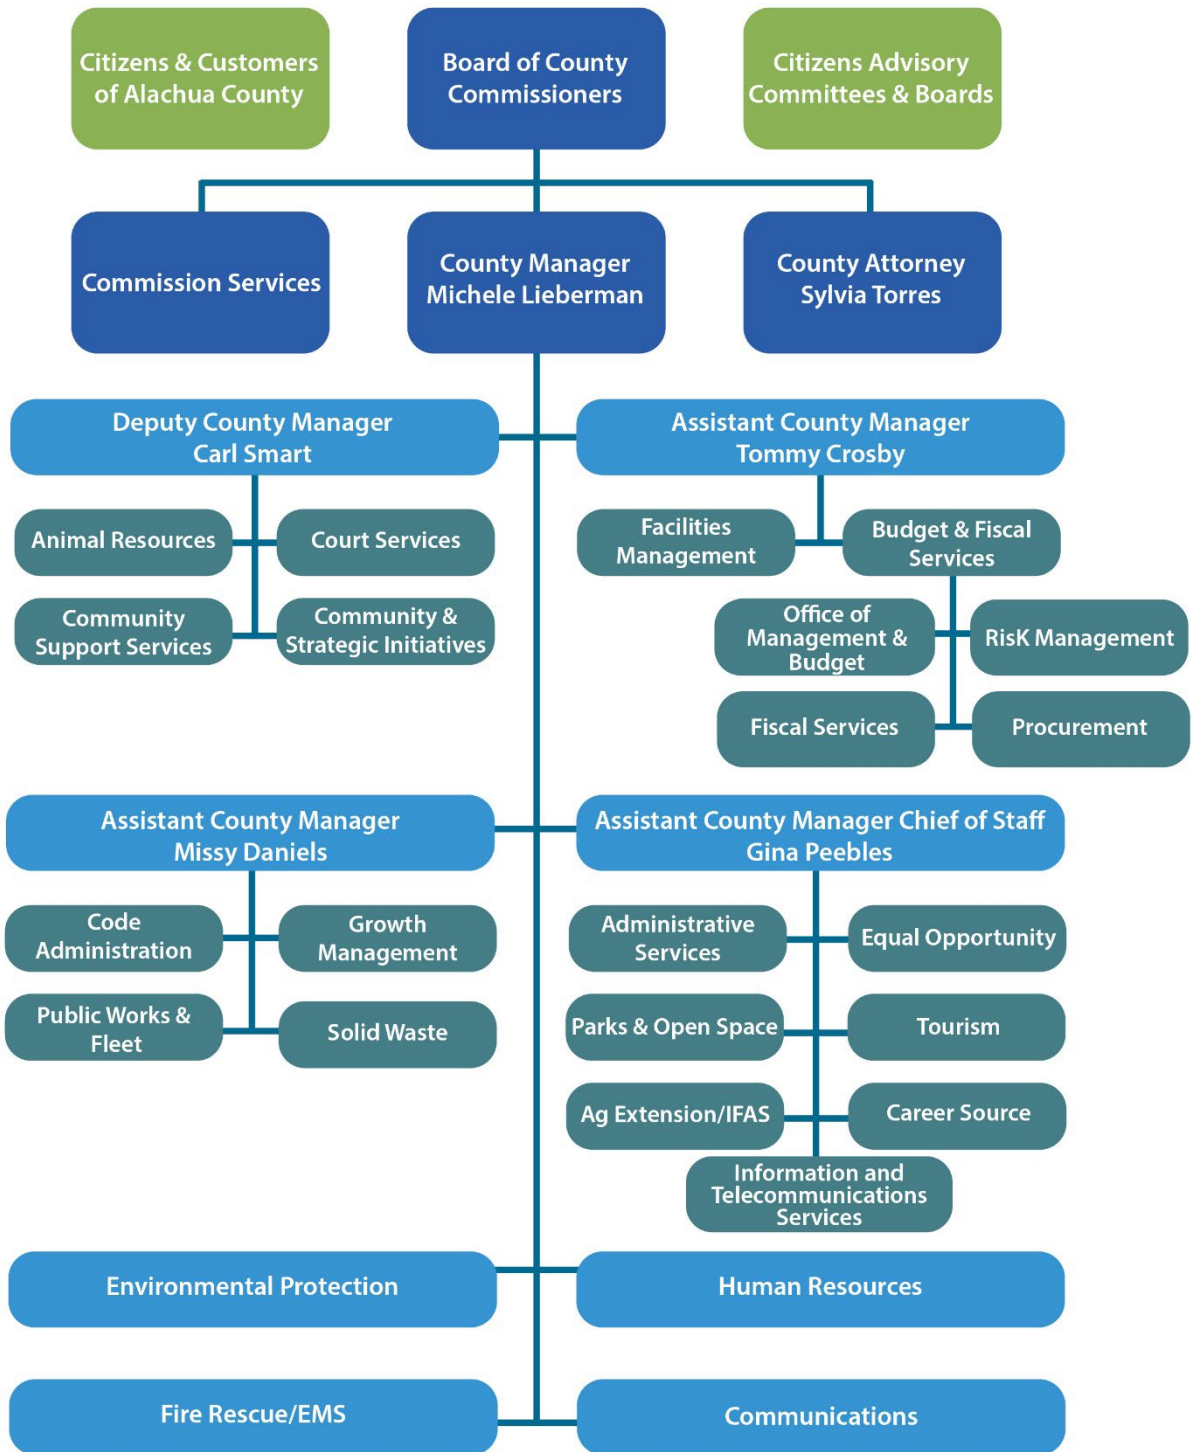 Citizens & Customers
of Alachua County
Board of County
Commissioners
Citizens Advisory
Committees & Boards
Commission Services
County Manager
Michele Lieberman
County Attorney
Sylvia Torres
Deputy County Manager
Carl Smart
Assistant County Manager
Tommy Crosby
Animal Resources
Court Services
Community
Support Services
Community &
Strategic Initiatives
Facilities
Management
Budget & Fiscal
Services
Office of
Management &
Budget
RisK Management
Fiscal Services
Procurement
Assistant County Manager
Missy Daniels
Assistant County Manager Chief of Staff
Gina Peebles
Code
Administration
Growth
Management
Public Works &
Fleet
Solid Waste
Administrative
Services
Equal Opportunity
Parks & Open Space
Tourism
Ag Extension/IFAS
Career Source
Information and
Telecommunications
Services
Environmental Protection
Human Resources
Fire Rescue/EMS
Communications